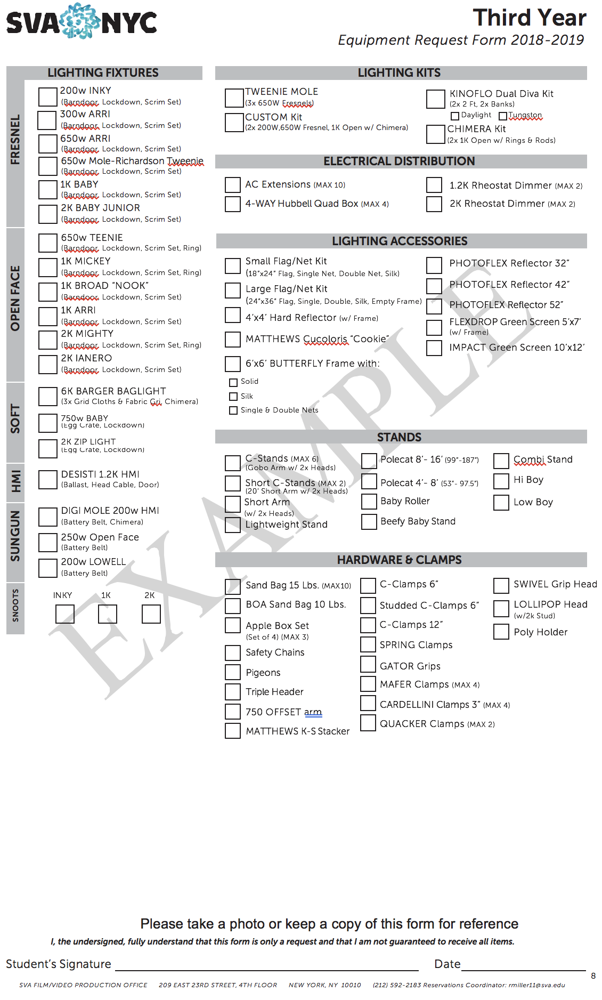 SVA NYC
Third Year
Equipment Request Form 2018-2019
LIGHTING FIXTURES
FRESNEL
200w INKY
(Barndoor, Lockdown, Scrim Set)
300w ARRI
(Barndoor, Lockdown, Scrim Set)
650w ARRI
(Barndoor, Lockdown, Scrim Set)
650w Mole-Richardson Tweenie
(Barndoor, Lockdown, Scrim Set)
1K BABY
(Barndoor, Lockdown, Scrim Set)
2K BABY JUNIOR
(Barndoor, Lockdown, Scrim Set)
OPEN FACE
650w TEENIE
(Barndoor, Lockdown, Scrim Set, Ring)
1K MICKEY
(Barndoor, Lockdown, Scrim Set, Ring)
1K BROAD “NOOK”
(Barndoor, Lockdown, Scrim Set)
1K ARRI
(Barndoor, Lockdown, Scrim Set)
2K MIGHTY
(Barndoor, Lockdown, Scrim Set, Ring)
2K IANERO
(Barndoor, Lockdown, Scrim Set)
SOFT
6K BARGER BAGLIGHT
(3x Grid Cloths & Fabric Gri, Chimera)
750w BABY
(Egg Crate, Lockdown)
2K ZIP LIGHT
(Egg Crate, Lockdown)
HMI
DESISTI 1.2K HMI
(Ballast, Head Cable, Door)
SUNGUN
DIGI MOLE 200w HMI
(Battery Belt, Chimera)
250w Open Face
(Battery Belt)
200w LOWELL
(Battery Belt)
SNOOTS
INKY 1K 2K
LIGHTING KITS
TWEENIE MOLE
(3x 650W Fresnels)
CUSTOM Kit
(2x 200W,650W Fresnel, 1K Open w/ Chimera)
KINOFLO Dual Diva Kit
(2x 2 Ft, 2x Banks)
Daylight Tungston
CHIMERA Kit
(2x 1K Open w/ Rings & Rods)
ELECTRICAL DISTRIBUTION
AC Extensions (MAX 10)
4-WAY Hubbell Quad Box (MAX 4)
1.2K Rheostat Dimmer (MAX 2)
2K Rheostat Dimmer (MAX 2)
LIGHTING ACCESSORIES
Small Flag/Net Kit
(18”x24” Flag, Single Net, Double Net, Silk)
Large Flag/Net Kit
(24”x36” Flag, Single, Double, Silk, Empty Frame)
4’x4’ Hard Reflector (w/ Frame)
MATTHEWS Cucoloris “Cookie”
6’x6’ BUTTERFLY Frame with:
Solid
Silk
Single & Double Nets
PHOTOFLEX Reflector 32”
PHOTOFLEX Reflector 42”
PHOTOFLEX Reflector 52”
FLEXDROP Green Screen 5’x7’
(w/ Frame)
IMPACT Green Screen 10’x12’
STANDS
C-Stands (MAX 6)
(Gobo Arm w/ 2x Heads)
Short C-Stands (MAX 2)
(20’ Short Arm w/ 2x Heads)
Short Arm
(w/ 2x Heads)
Lightweight Stand
Polecat 8’- 16’ (99”-187”)
Polecat 4’- 8’ (53”- 97.5”)
Baby Roller
Beefy Baby Stand
Combi Stand
Hi Boy
Low Boy
HARDWARE & CLAMPS
Sand Bag 15 Lbs. (MAX10)
BOA Sand Bag 10 Lbs.
Apple Box Set
(Set of 4) (MAX 3)
Safety Chains
Pigeons
Triple Header
750 OFFSET arm
MATTHEWS K-S Stacker
C-Clamps 6”
Studded C-Clamps 6”
C-Clamps 12”
SPRING Clamps
GATOR Grips
MAFER Clamps (MAX 4)
CARDELLINI Clamps 3” (MAX 4)
QUACKER Clamps (MAX 2)
SWIVEL Grip Head
LOLLIPOP Head
(w/2k Stud)
Poly Holder
EXAMPLE
Please take a photo or keep a copy of this form for reference
I, the undersigned, fully understand that this form is only a request and that I am not guaranteed to receive all items.
Student’s Signature Date
8
SVA FILM/VIDEO PRODUCTION OFFICE 209 EAST 23RD STREET, 4TH FLOOR NEW YORK, NY 10010 (212) 592-2183 Reservations Coordinator: rmiller11@sva.edu